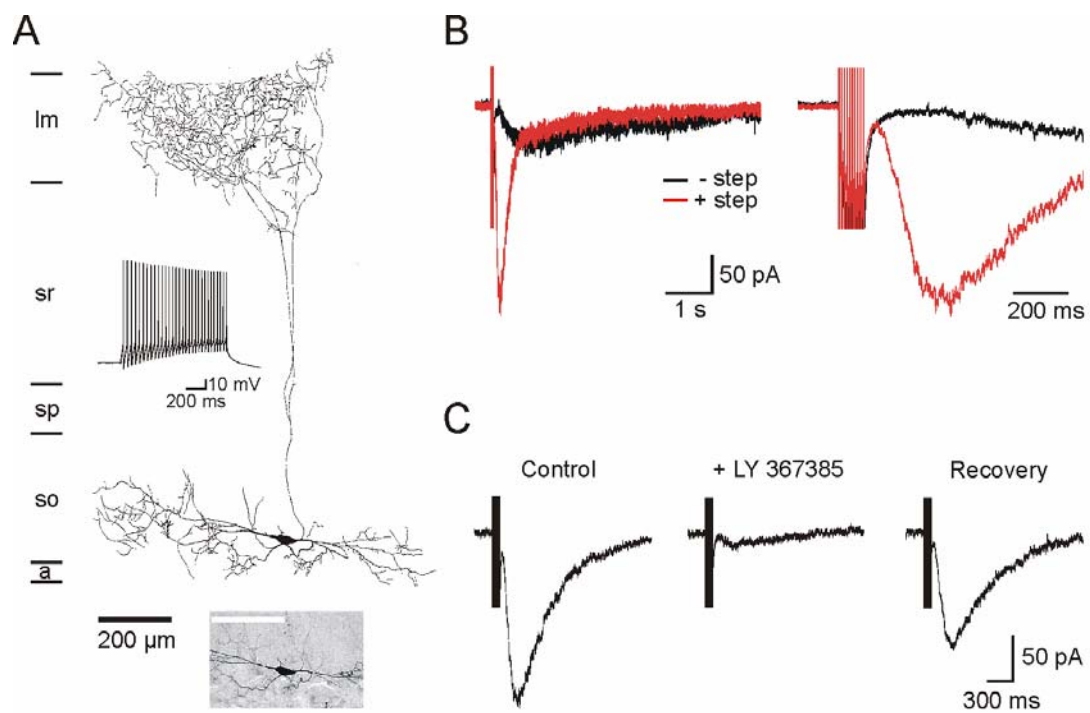 A
lm
sr
10 mV
200 ms
sp
so
a
200 µm
B
- step
+ step
50 pA
1 s
200 ms
C
Control
+ LY 367385
Recovery
50 pA
300 ms